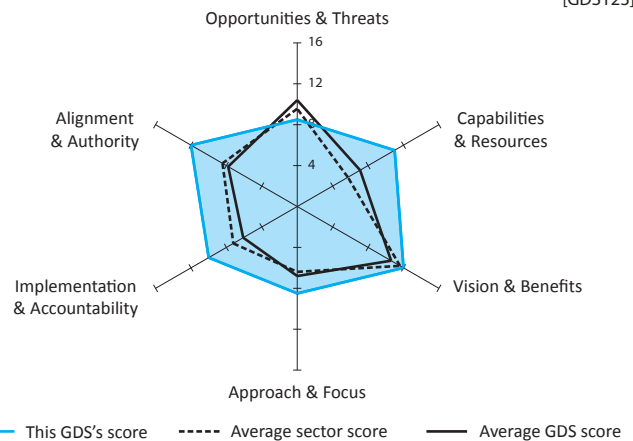 [GDS123]
Opportunities & Threats
16
12
4
Alignment
& Authority
Capabilities
& Resources
Implementation
& Accountability
Vision & Benefits
Approach & Focus
This GDS's score
Average sector score
Average GDS score